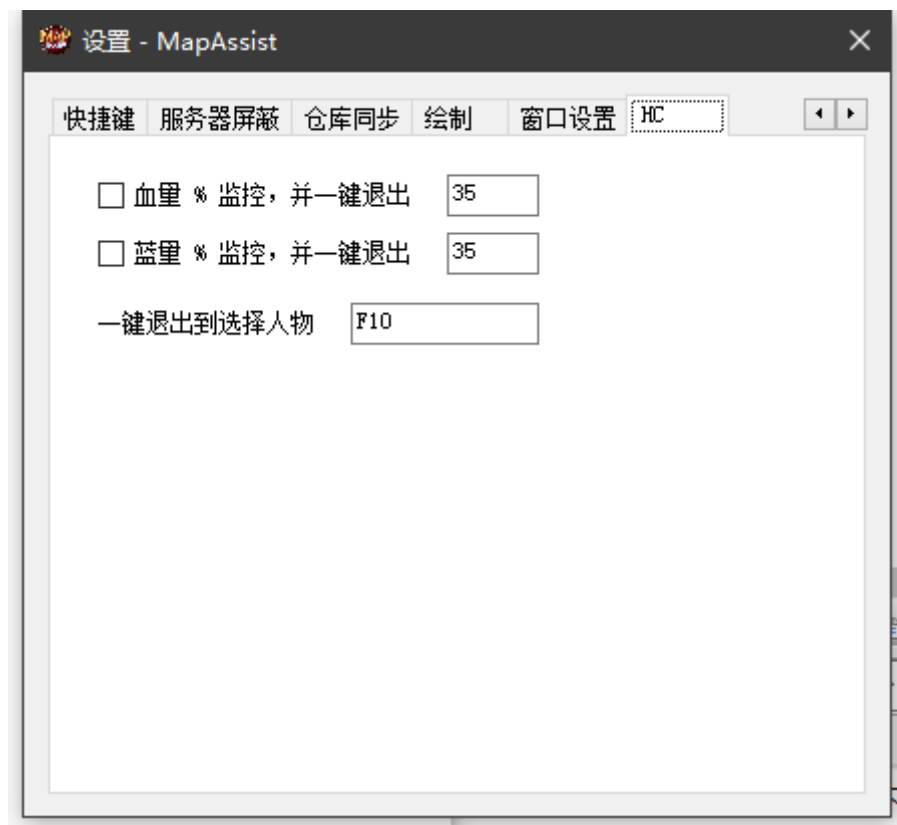 设置 - MapAssist
快捷键 服务器屏蔽 仓库同步 绘制 窗口设置 HC
血量 % 监控，并一键退出 35
蓝量 % 监控，并一键退出 35
一键退出到选择人物 F10